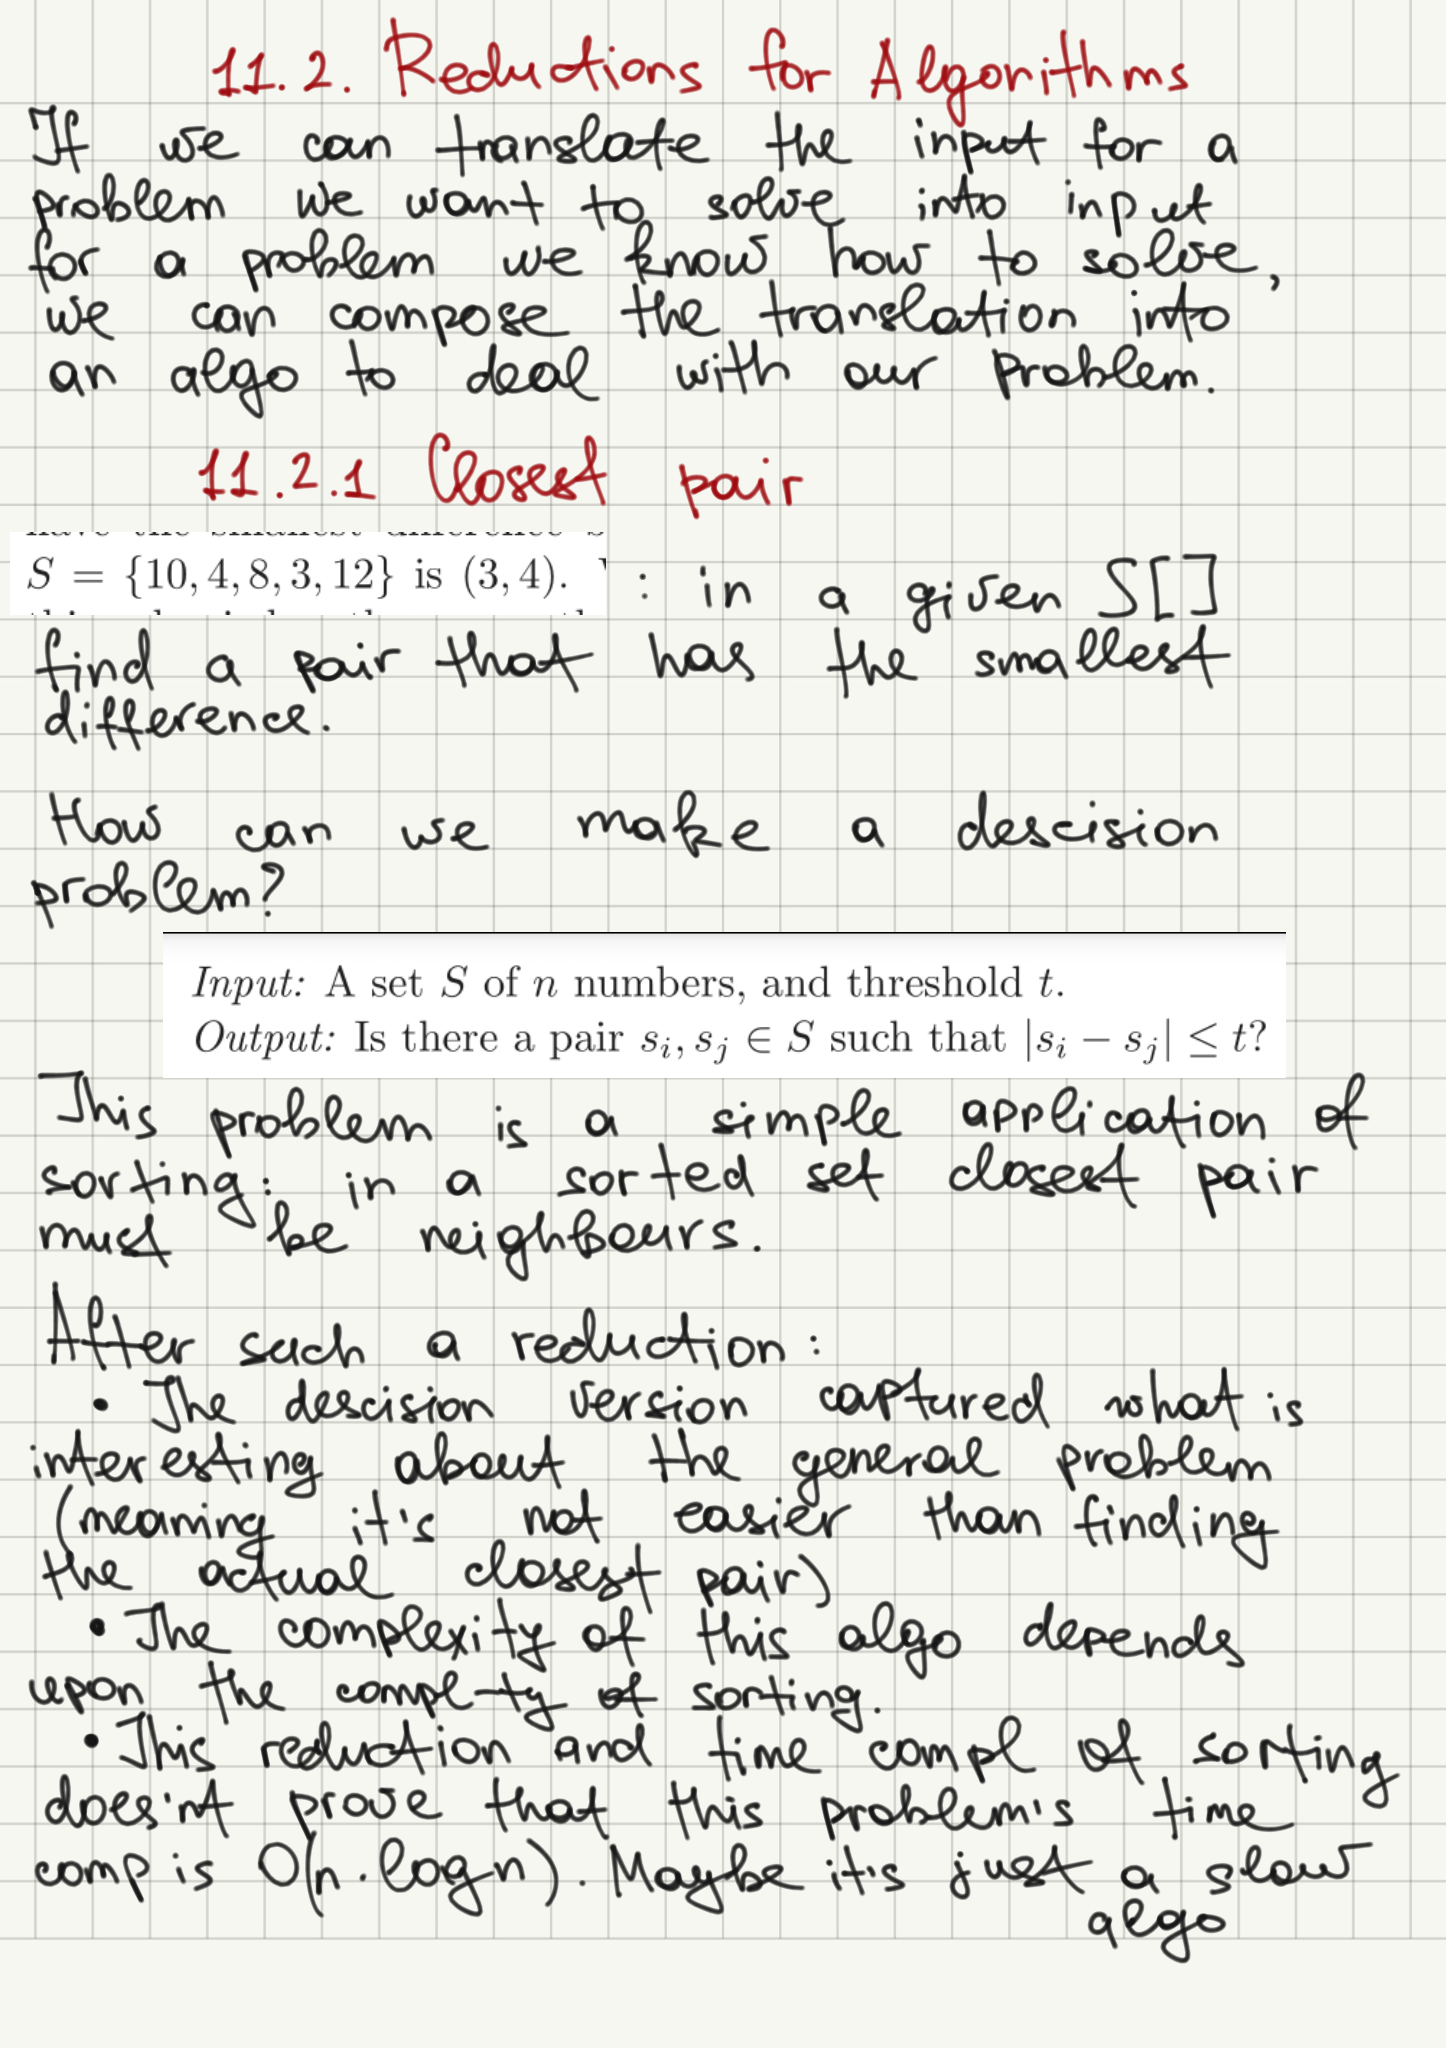 11.2. Reductions for Algorithms
If we can translate the input for a
problem we want to solve into input
for a problem we know how to solve,
we can compose the translation into
an algo to deal with our problem.
11.2.1 Closest pair
S = {10, 4, 8, 3, 12} is (3, 4). : in a given S[]
find a pair that has the smallest
difference.
How can we make a descision
problem?
Input: A set S of n numbers, and threshold t.
Output: Is there a pair sᵢ, sⱼ ∈ S such that |sᵢ − sⱼ| ≤ t?
This problem is a simple application of
sorting: in a sorted set closest pair
must be neighbours.
After such a reduction:
• The descision version captured what is
interesting about the general problem
(meaning it's not easier than finding
the actual closest pair)
• The complexity of this algo depends
upon the compl-ty of sorting.
• This reduction and time compl of sorting
does'nt prove that this problem's time
comp is O(n·logn). Maybe it's just a slow
algo